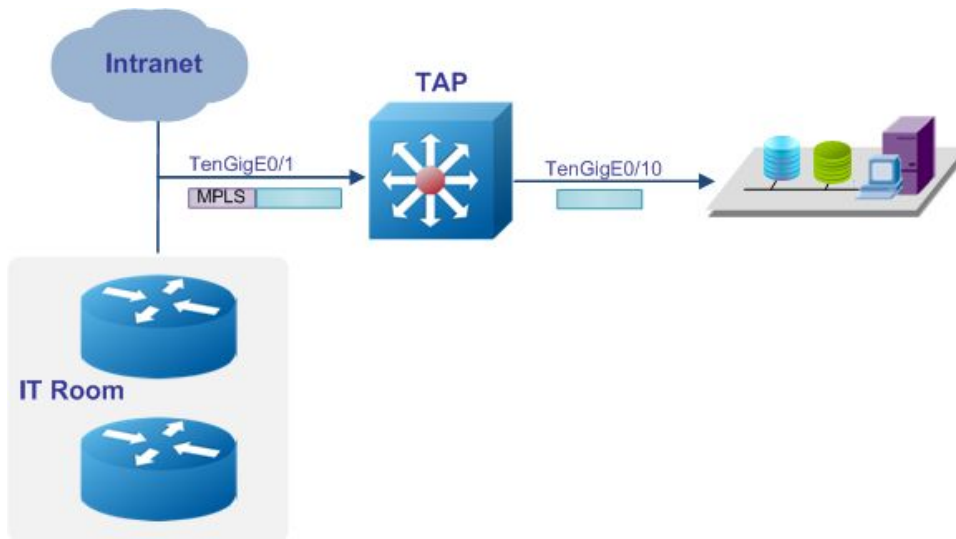 Intranet
TAP
TenGigE0/1
TenGigE0/10
MPLS
IT Room